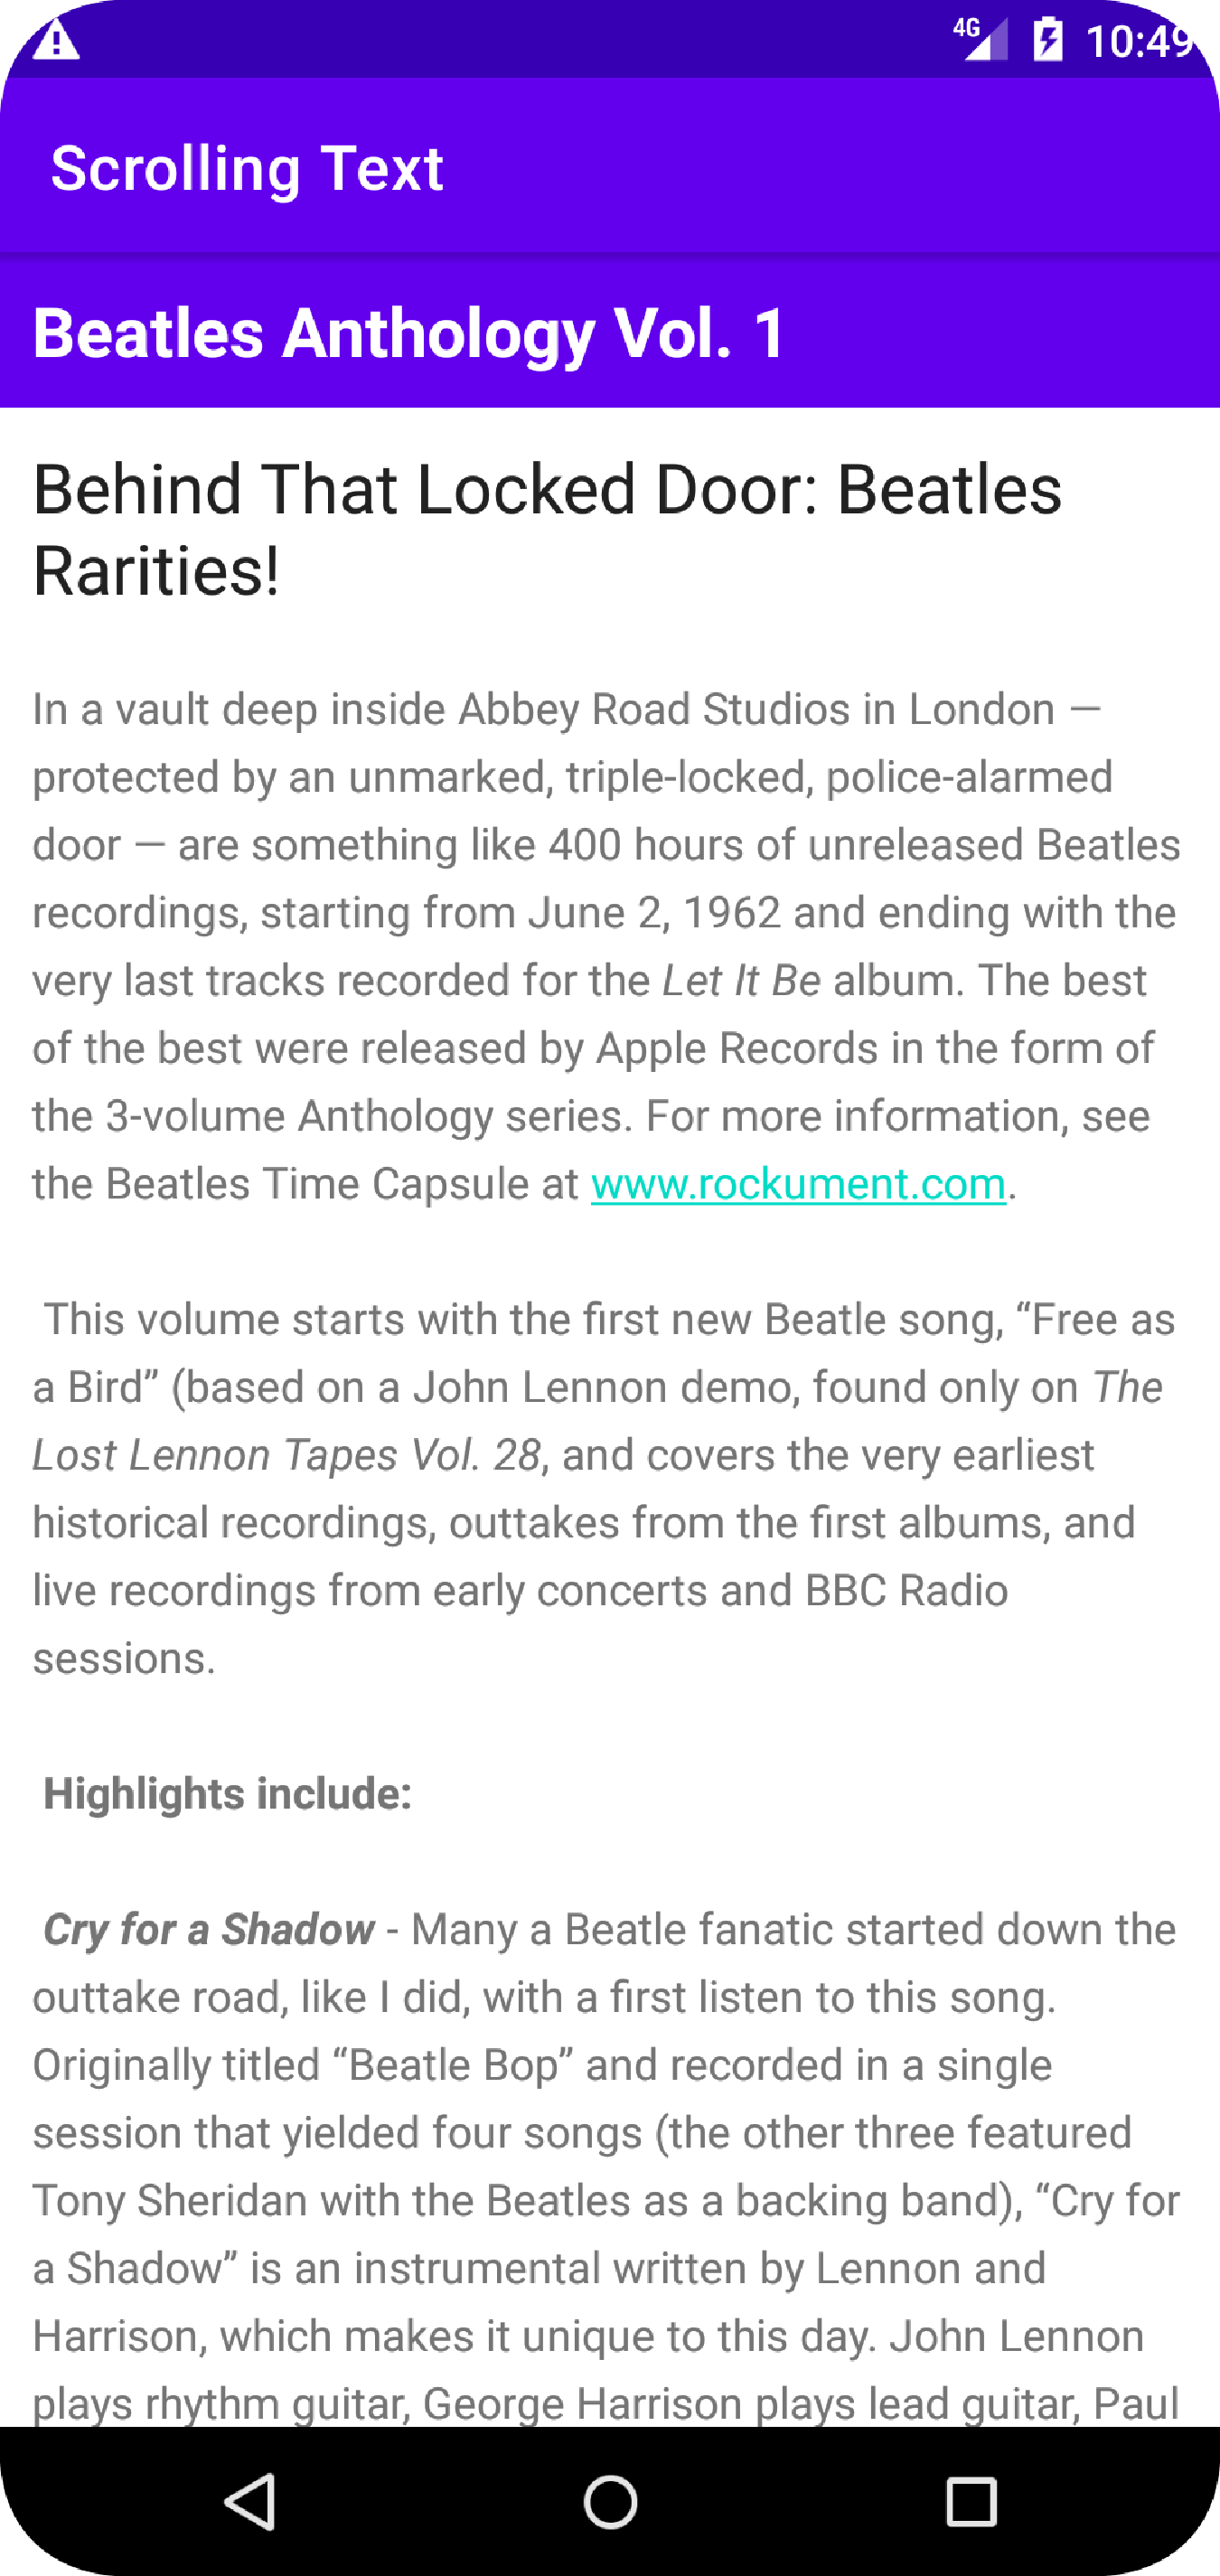 4G 10:49
Scrolling Text
Beatles Anthology Vol. 1
Behind That Locked Door: Beatles
Rarities!
In a vault deep inside Abbey Road Studios in London —
protected by an unmarked, triple-locked, police-alarmed
door — are something like 400 hours of unreleased Beatles
recordings, starting from June 2, 1962 and ending with the
very last tracks recorded for the Let It Be album. The best
of the best were released by Apple Records in the form of
the 3-volume Anthology series. For more information, see
the Beatles Time Capsule at www.rockument.com.
This volume starts with the first new Beatle song, “Free as
a Bird” (based on a John Lennon demo, found only on The
Lost Lennon Tapes Vol. 28, and covers the very earliest
historical recordings, outtakes from the first albums, and
live recordings from early concerts and BBC Radio
sessions.
Highlights include:
Cry for a Shadow - Many a Beatle fanatic started down the
outtake road, like I did, with a first listen to this song.
Originally titled “Beatle Bop” and recorded in a single
session that yielded four songs (the other three featured
Tony Sheridan with the Beatles as a backing band), “Cry for
a Shadow” is an instrumental written by Lennon and
Harrison, which makes it unique to this day. John Lennon
plays rhythm guitar, George Harrison plays lead guitar, Paul